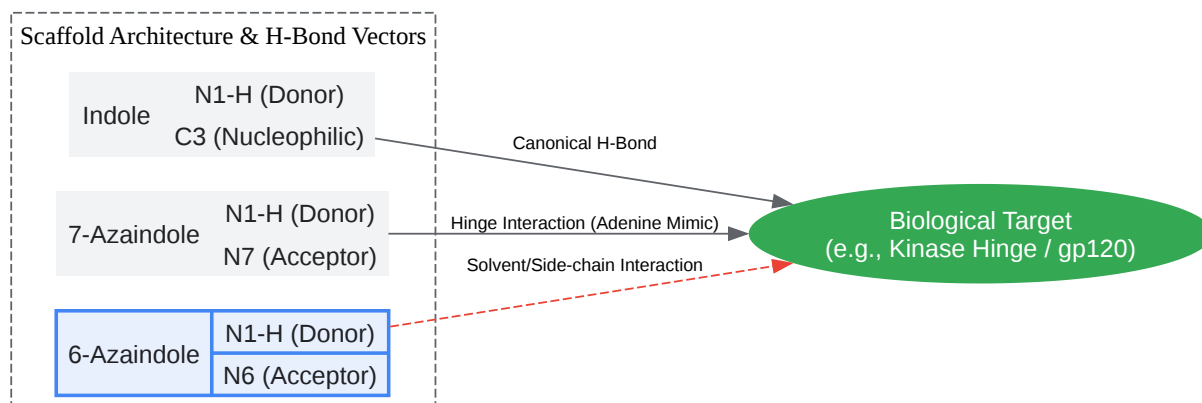 Scaffold Architecture & H-Bond Vectors
Indole
N1-H (Donor)
C3 (Nucleophilic)
Canonical H-Bond
7-Azaindole
N1-H (Donor)
N7 (Acceptor)
Hinge Interaction (Adenine Mimic)
Biological Target
(e.g., Kinase Hinge / gp120)
Solvent/Side-chain Interaction
6-Azaindole
N1-H (Donor)
N6 (Acceptor)